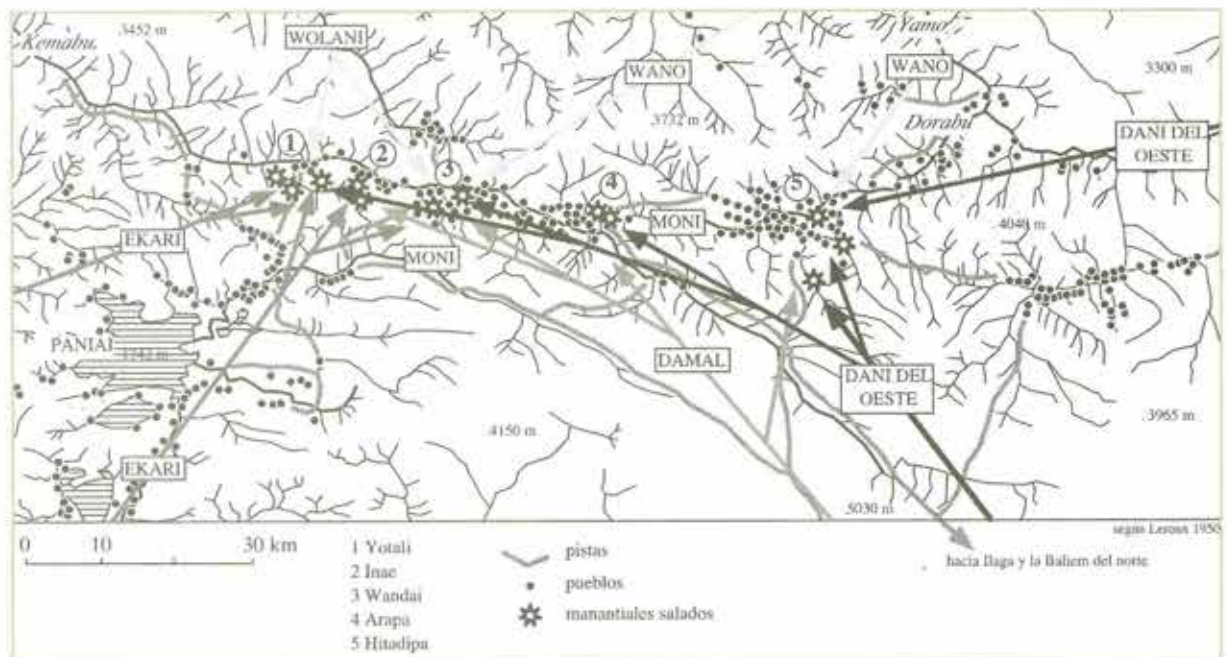 Kemabu
3452 m
WOLANI
WANO
Yamo
WANO
3300 m
3732 m
Dorabu
DANI DEL
OESTE
1
2
3
4
5
EKARI
MONI
MONI
4040 m
PANIAI
1742 m
DAMAL
DANI DEL
OESTE
3965 m
4150 m
EKARI
5030 m
según Leroux 1950
0 10 30 km
hacia Ilaga y la Baliem del norte
1 Yotali
2 Inae
3 Wandai
4 Arapa
5 Hitadipa
pistas
pueblos
manantiales salados